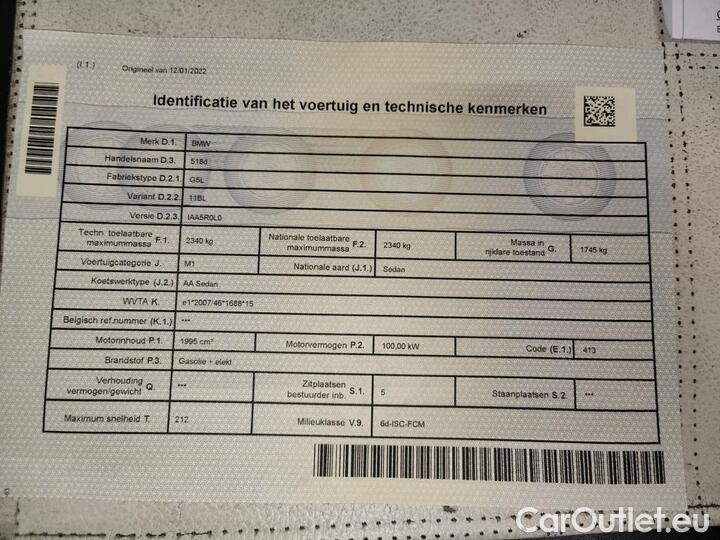 (I.1.)
Origineel van 12/01/2022
Identificatie van het voertuig en technische kenmerken
Merk D.1. BMW
Handelsnaam D.3. 518d
Fabriekstype D.2.1. G5L
Variant D.2.2. 11BL
Versie D.2.3. IAA5R0L0
Techn. toelaatbare maximummassa F.1. 2340 kg Nationale toelaatbare maximummassa F.2. 2340 kg Massa in rijklare toestand G. 1745 kg
Voertuigcategorie J. M1 Nationale aard (J.1.) Sedan
Koetswerktype (J.2.) AA Sedan
WVTA K. e1*2007/46*1688*15
Belgisch ref.nummer (K.1.) ***
Motorinhoud P.1. 1995 cm³ Motorvermogen P.2. 100,00 kW Code (E.1.) 413
Brandstof P.3. Gasolie + elekt
Verhouding vermogen/gewicht Q. *** Zitplaatsen bestuurder inb. S.1. 5 Staanplaatsen S.2. ***
Maximum snelheid T. 212 Milieuklasse V.9. 6d-ISC-FCM
CarOutlet.eu